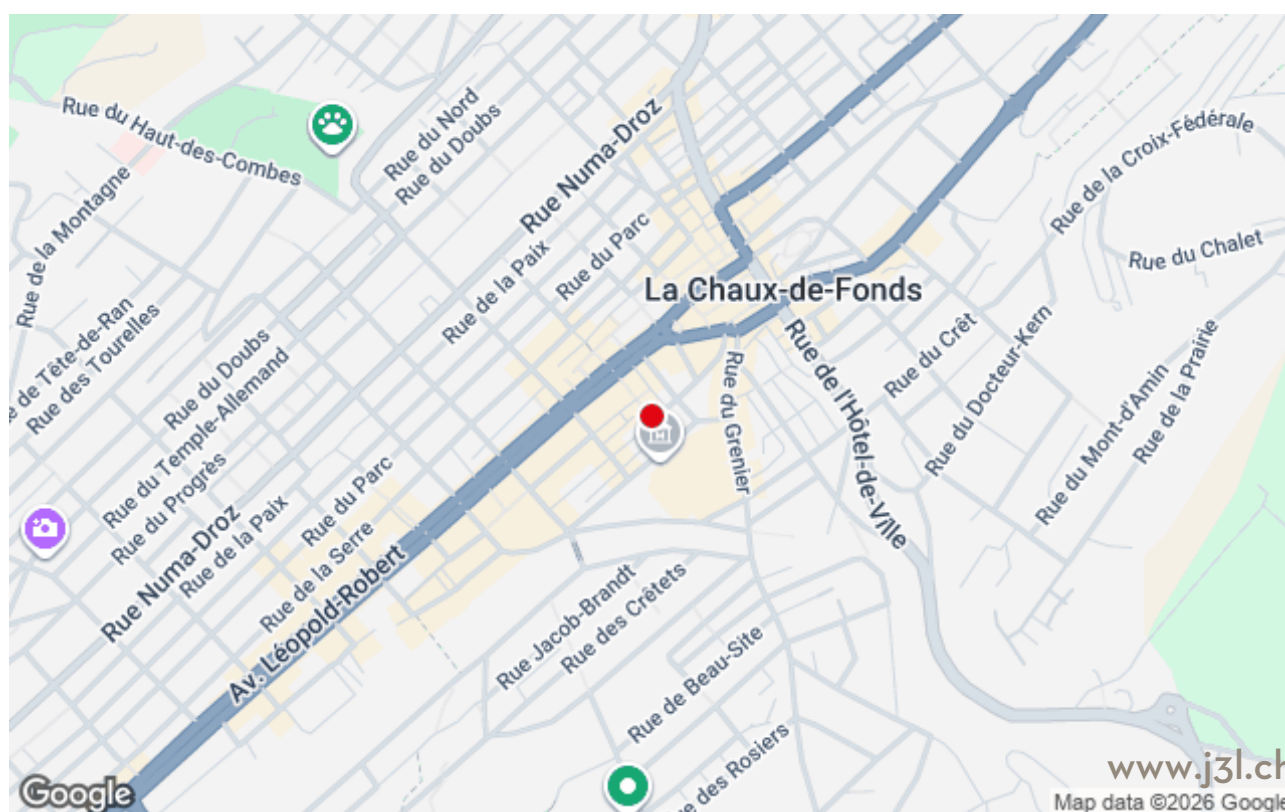 Rue du Haut-des-Combes
Rue du Nord
Rue du Doubs
Rue Numa-Droz
Rue de la Croix-Fédérale
Rue de la Montagne
Rue du Parc
Rue de la Paix
Rue du Chalet
La Chaux-de-Fonds
e de Tête-de-Ran
Rue des Tourelles
Rue du Doubs
Rue du Temple-Allemand
Rue du Progrès
Rue Numa-Droz
Rue de la Paix
Rue du Parc
Rue de la Serre
Av. Léopold-Robert
Rue du Grenier
Rue de l'Hôtel-de-Ville
Rue du Crêt
Rue du Docteur-Kern
Rue du Mont-d'Amin
Rue de la Prairie
Rue Jacob-Brandt
Rue des Crêtets
Rue de Beau-Site
ue des Rosiers
www.j3l.ch
Google
Map data ©2026 Google